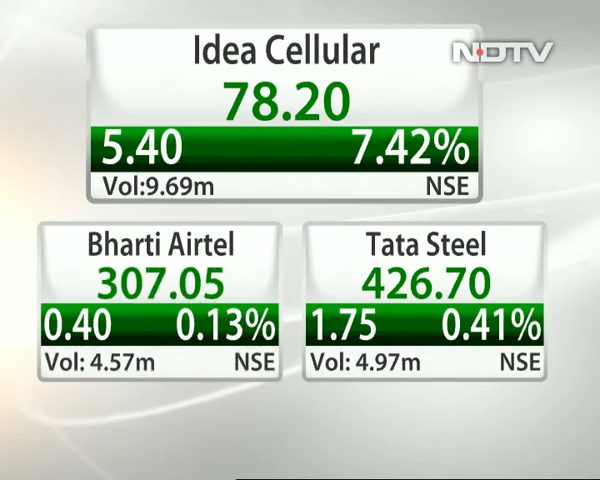 Idea Cellular
NDTV
78.20
5.40 7.42%
Vol:9.69m NSE
Bharti Airtel
307.05
0.40 0.13%
Vol: 4.57m NSE
Tata Steel
426.70
1.75 0.41%
Vol: 4.97m NSE